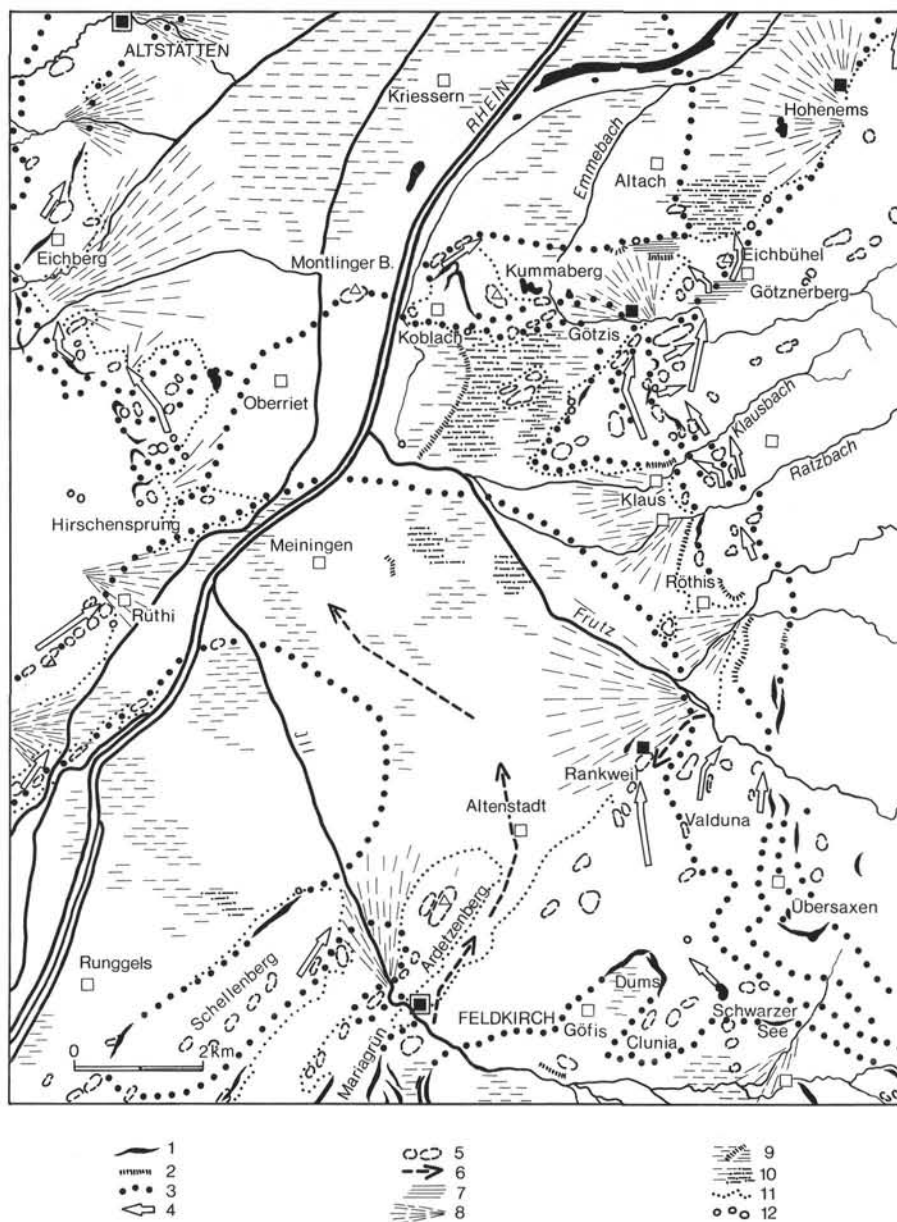 ALTSTÄTTEN
Kriessern
RHEIN
Hohenems
Emmebach
Altach
Eichberg
Montlinger B.
Kummaberg
Eichbühel
Götznerberg
Koblach
Götzis
Oberriet
Klausbach
Ratzbach
Klaus
Hirschensprung
Meiningen
Röthis
Rüthi
Frutz
Ill
Rankweil
Altenstadt
Valduna
Übersaxen
Ardetzenberg
Runggels
Schellenberg
Dums
Schwarzer
See
FELDKIRCH
Göfis
Clunia
Mariagrün
0 2 km
1 5 9
2 6 10
3 7 11
4 8 12